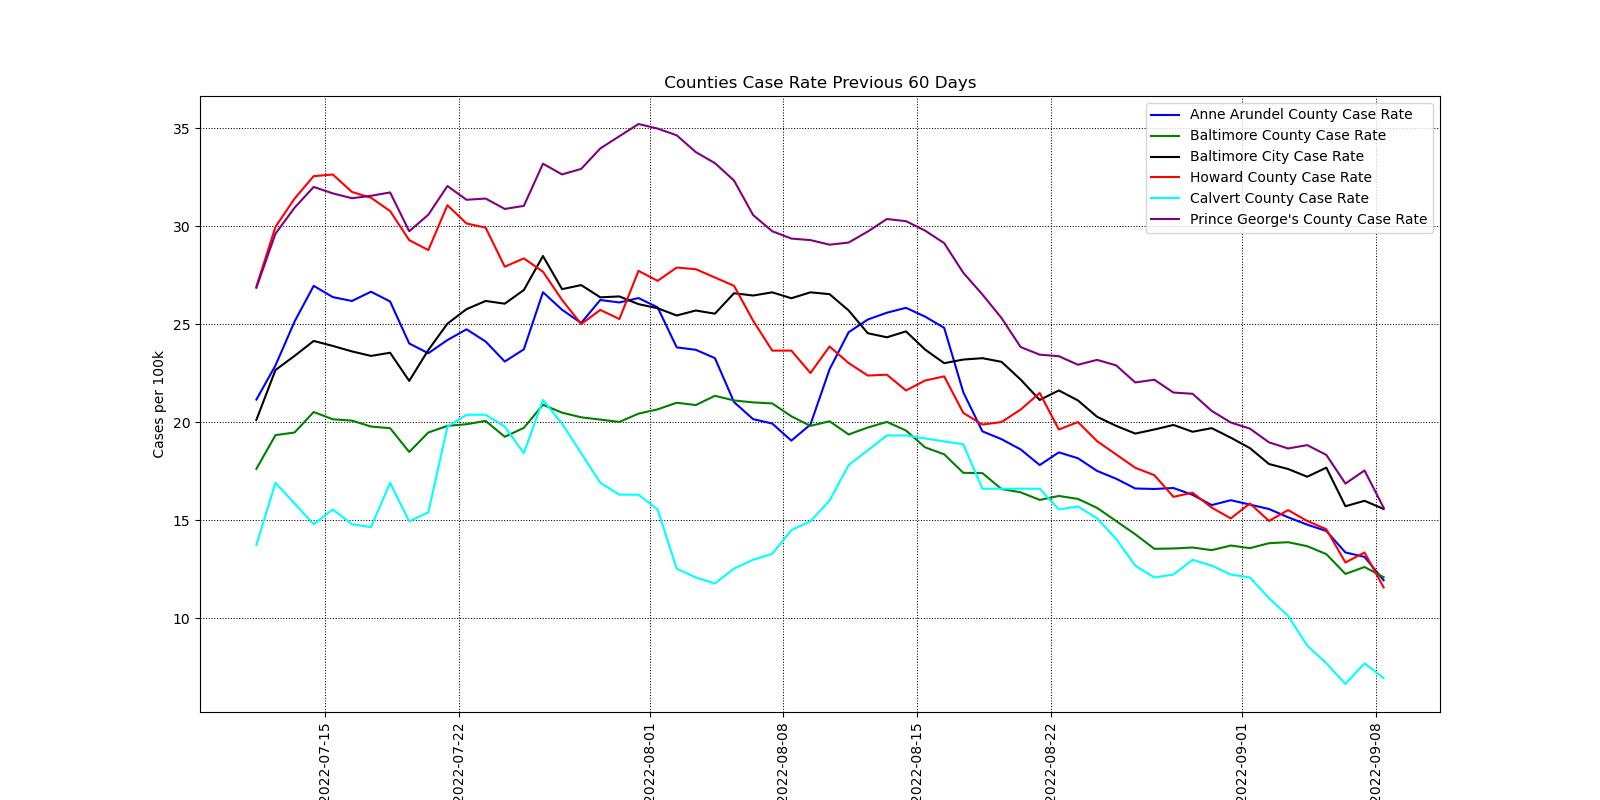 Counties Case Rate Previous 60 Days
Cases per 100k
35
30
25
20
15
10
Anne Arundel County Case Rate
Baltimore County Case Rate
Baltimore City Case Rate
Howard County Case Rate
Calvert County Case Rate
Prince George's County Case Rate
2022-07-15
2022-07-22
2022-08-01
2022-08-08
2022-08-15
2022-08-22
2022-09-01
2022-09-08